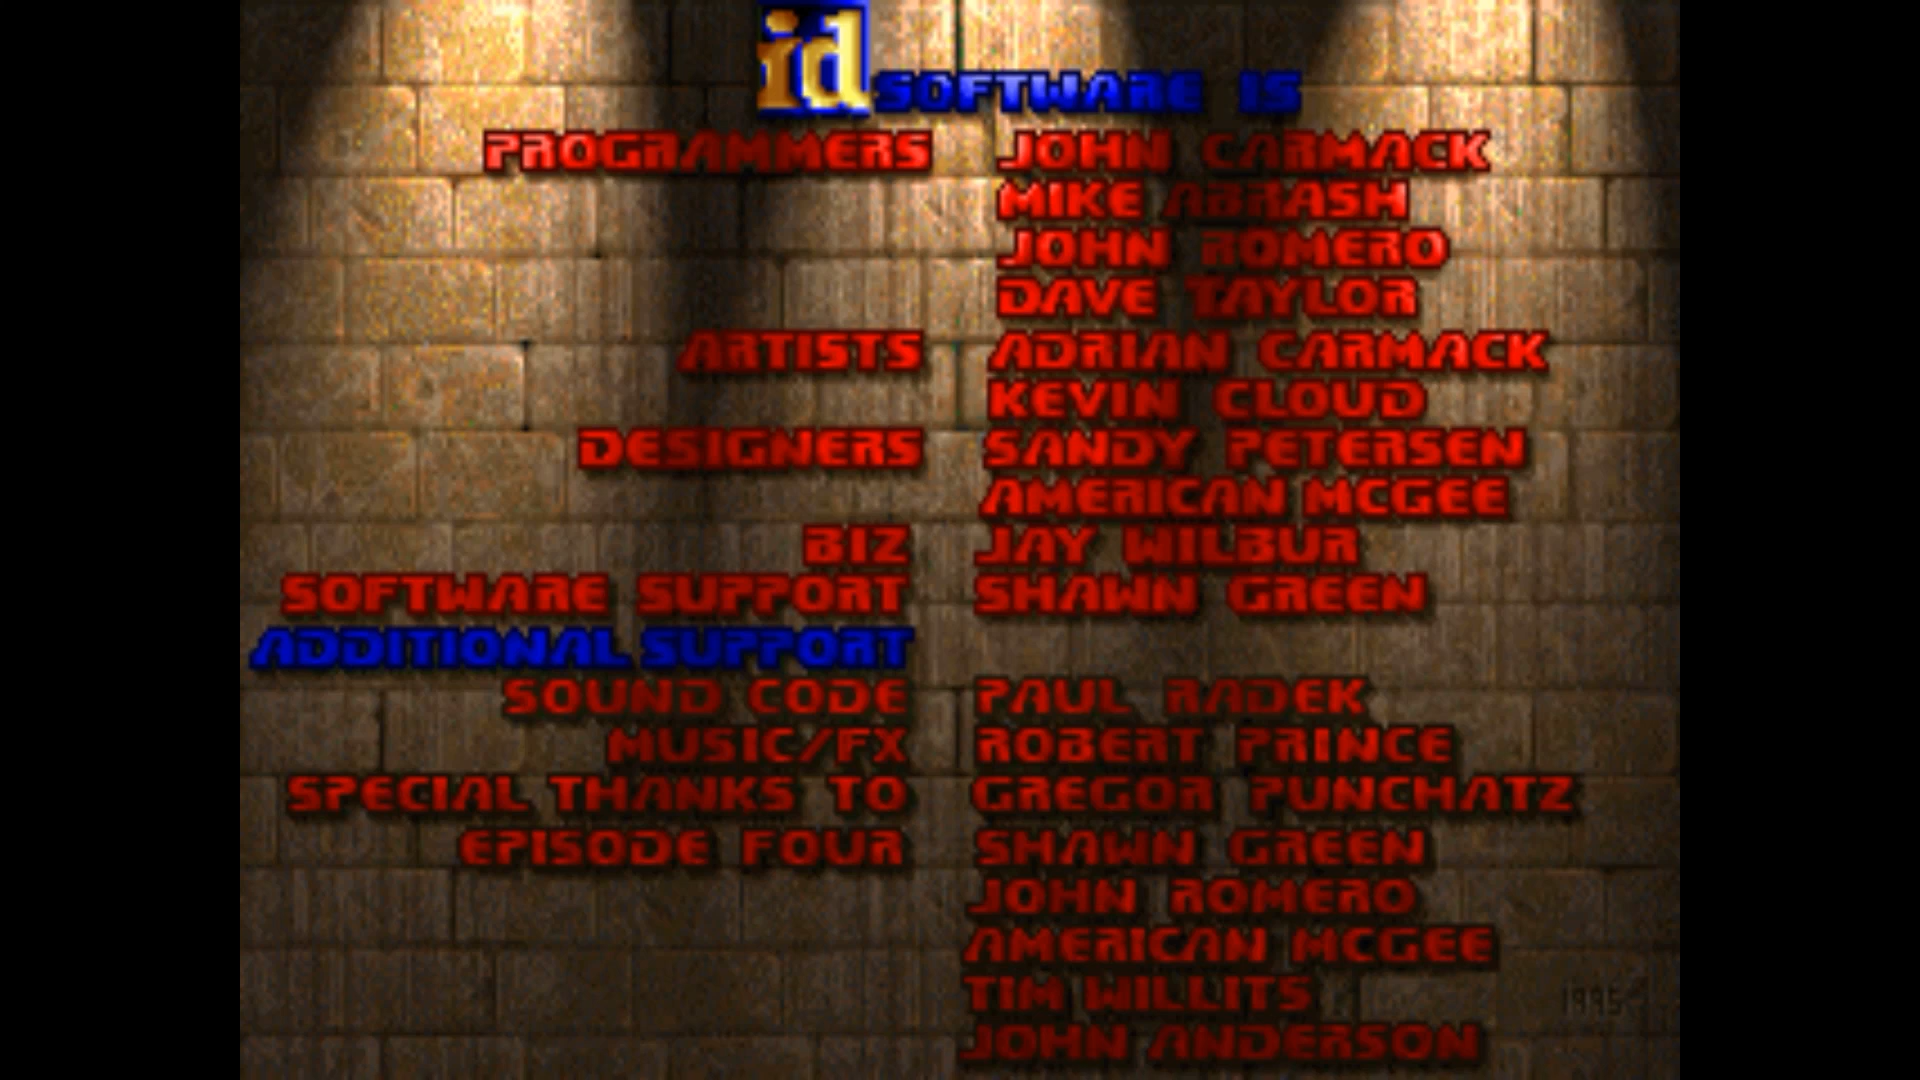 id SOFTWARE IS
PROGRAMMERS JOHN CARMACK
MIKE ABRASH
JOHN ROMERO
DAVE TAYLOR
ARTISTS ADRIAN CARMACK
KEVIN CLOUD
DESIGNERS SANDY PETERSEN
AMERICAN MCGEE
BIZ JAY WILBUR
SOFTWARE SUPPORT SHAWN GREEN
ADDITIONAL SUPPORT
SOUND CODE PAUL RADEK
MUSIC/FX ROBERT PRINCE
SPECIAL THANKS TO GREGOR PUNCHATZ
EPISODE FOUR SHAWN GREEN
JOHN ROMERO
AMERICAN MCGEE
TIM WILLITS
1995
JOHN ANDERSON